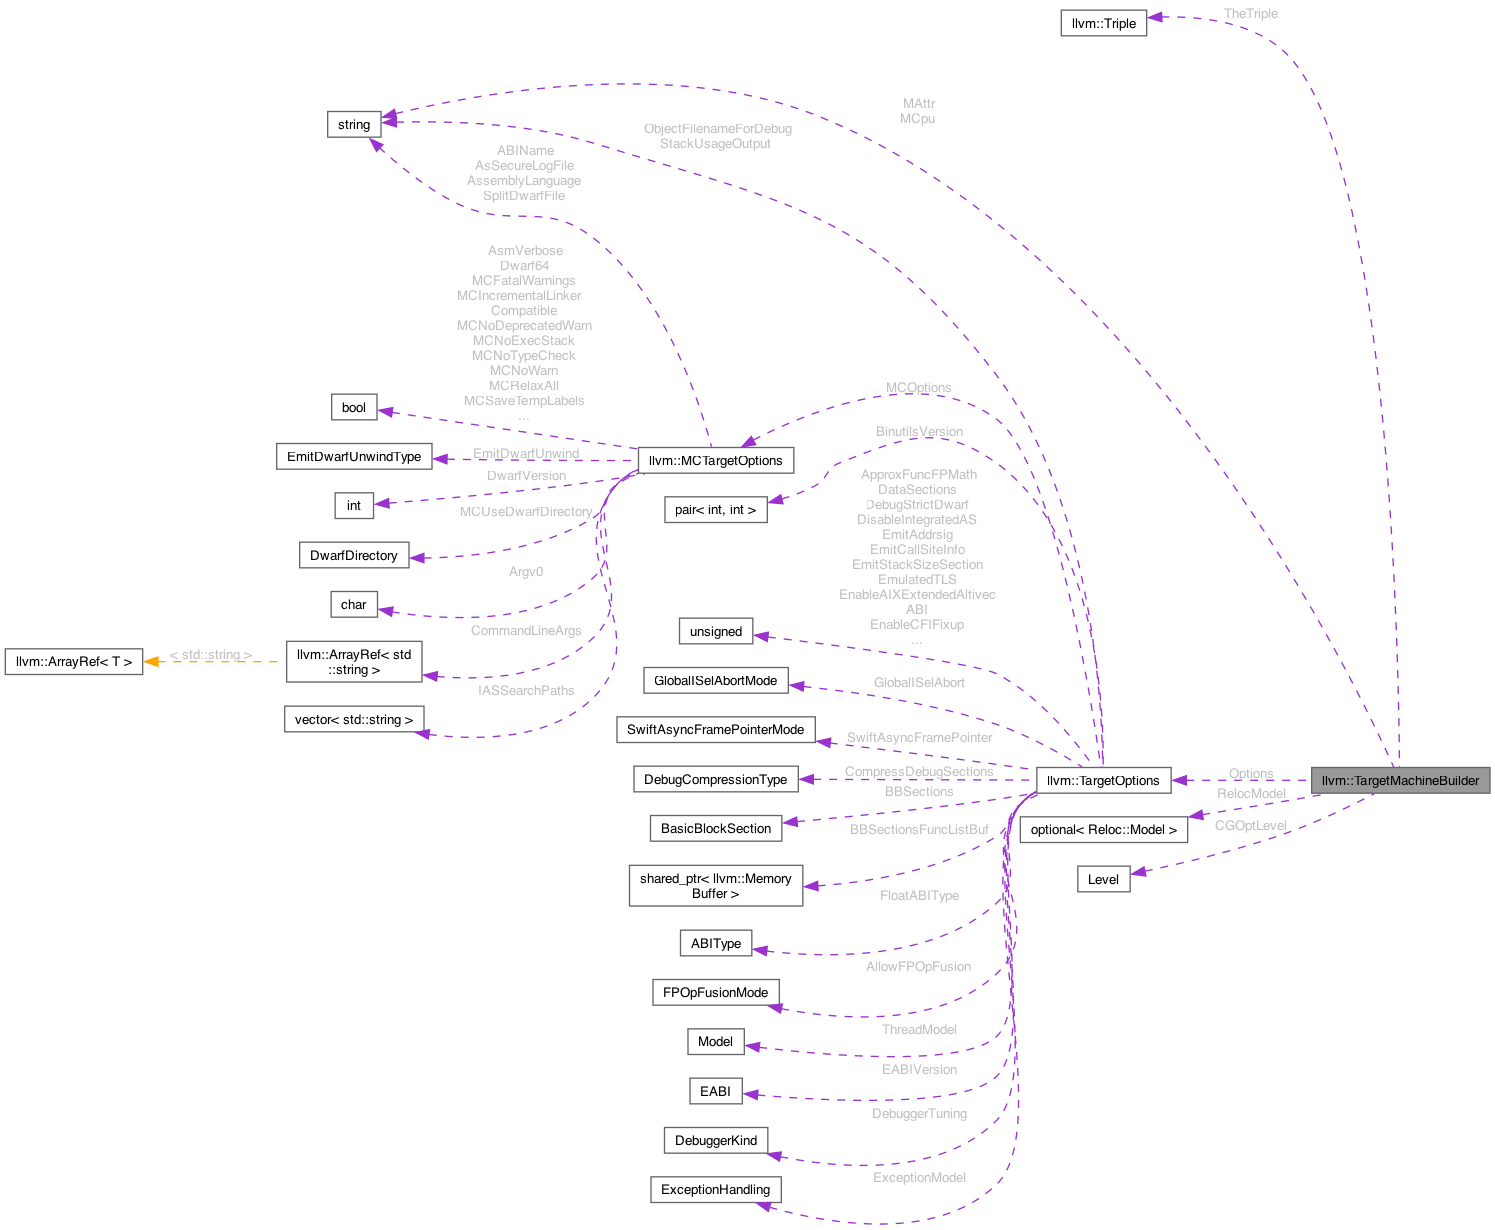 llvm::Triple
TheTriple
string
MAttr
MCpu
ObjectFilenameForDebug
StackUsageOutput
ABIName
AsSecureLogFile
AssemblyLanguage
SplitDwarfFile
AsmVerbose
Dwarf64
MCFatalWarnings
MCIncrementalLinker
Compatible
MCNoDeprecatedWarn
MCNoExecStack
MCNoTypeCheck
MCNoWarn
MCRelaxAll
MCSaveTempLabels
...
bool
EmitDwarfUnwindType
EmitDwarfUnwind
llvm::MCTargetOptions
MCOptions
BinutilsVersion
int
DwarfVersion
pair< int, int >
MCUseDwarfDirectory
DwarfDirectory
Argv0
char
CommandLineArgs
llvm::ArrayRef< T >
< std::string >
llvm::ArrayRef< std
::string >
IASSearchPaths
vector< std::string >
ApproxFuncFPMath
DataSections
DebugStrictDwarf
DisableIntegratedAS
EmitAddrsig
EmitCallSiteInfo
EmitStackSizeSection
EmulatedTLS
EnableAIXExtendedAltivec
ABI
EnableCFIFixup
...
unsigned
GlobalISelAbortMode
GlobalISelAbort
SwiftAsyncFramePointerMode
SwiftAsyncFramePointer
DebugCompressionType
CompressDebugSections
llvm::TargetOptions
Options
llvm::TargetMachineBuilder
BBSections
RelocModel
BasicBlockSection
BBSectionsFuncListBuf
optional< Reloc::Model >
CGOptLevel
shared_ptr< llvm::Memory
Buffer >
Level
FloatABIType
ABIType
AllowFPOpFusion
FPOpFusionMode
ThreadModel
Model
EABIVersion
EABI
DebuggerTuning
DebuggerKind
ExceptionModel
ExceptionHandling